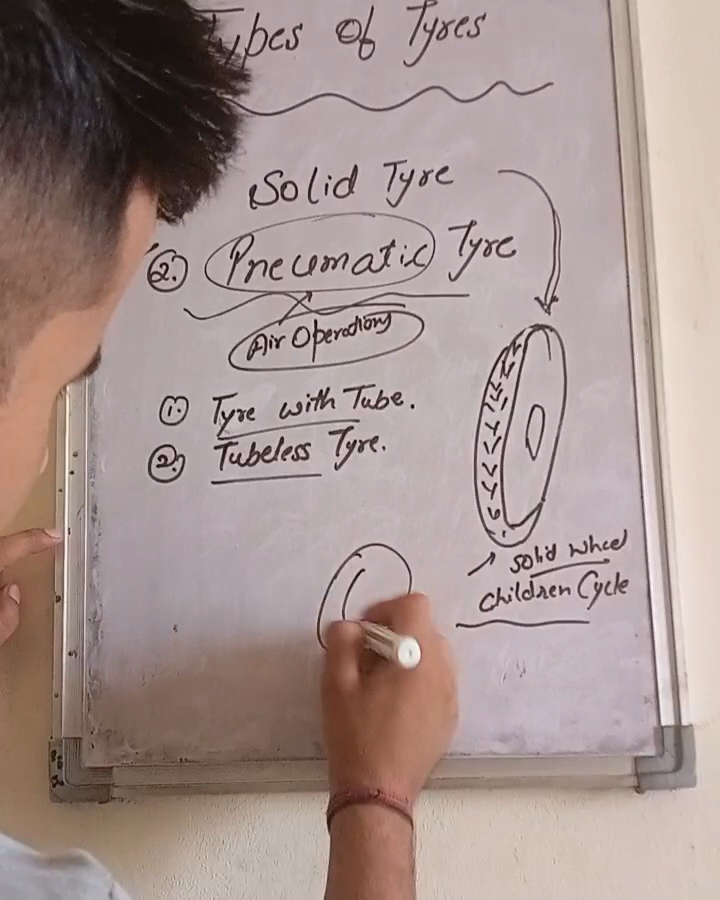 Types of Tyres
Solid Tyre
2. Pneumatic Tyre
Air Operations
1. Tyre with Tube.
2. Tubeless Tyre.
solid wheel
children Cycle